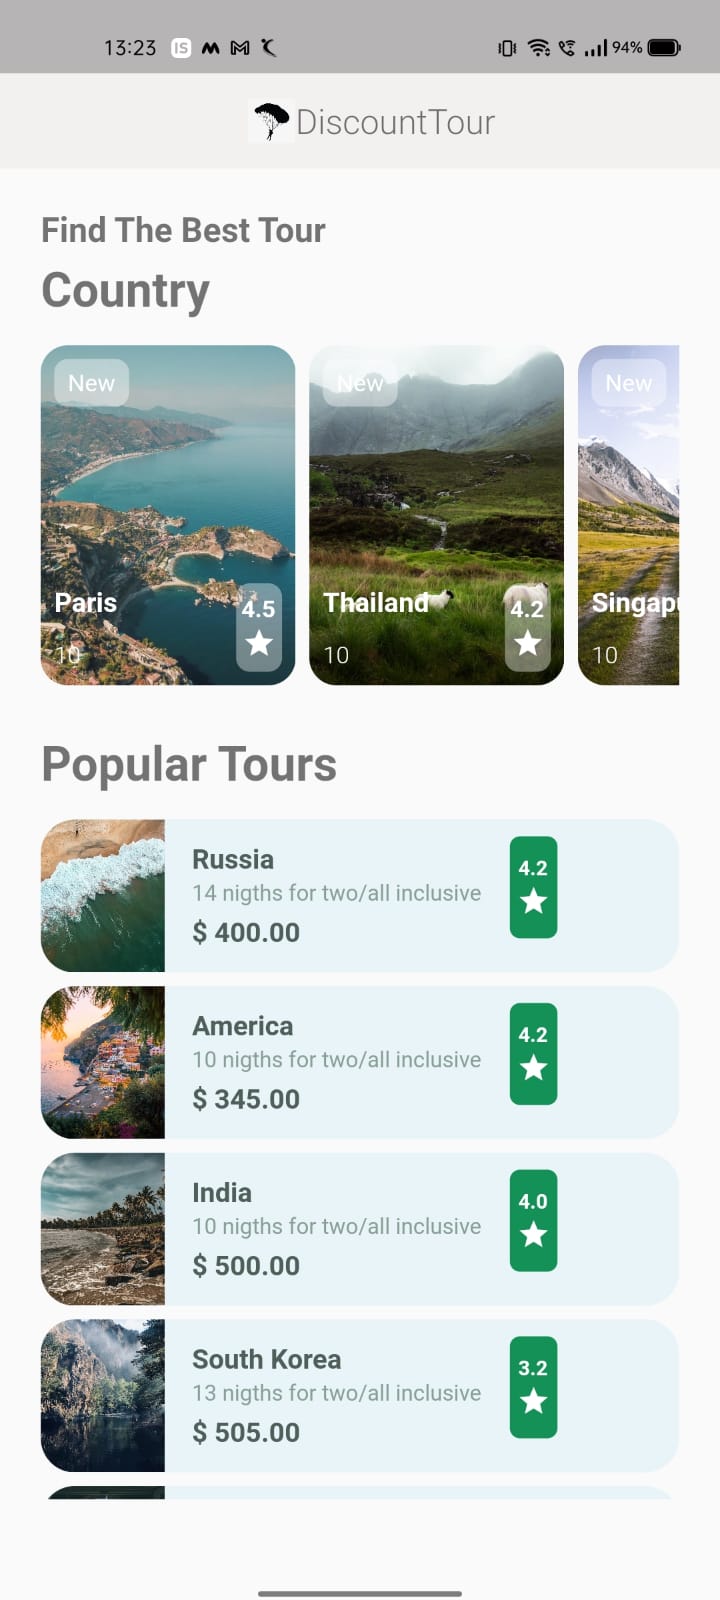 13:23 IS 94%
DiscountTour
Find The Best Tour
Country
New New New
Paris 4.5 Thailand 4.2 Singap
10 10 10
Popular Tours
Russia 4.2
14 nigths for two/all inclusive
$ 400.00
America 4.2
10 nigths for two/all inclusive
$ 345.00
India 4.0
10 nigths for two/all inclusive
$ 500.00
South Korea 3.2
13 nigths for two/all inclusive
$ 505.00